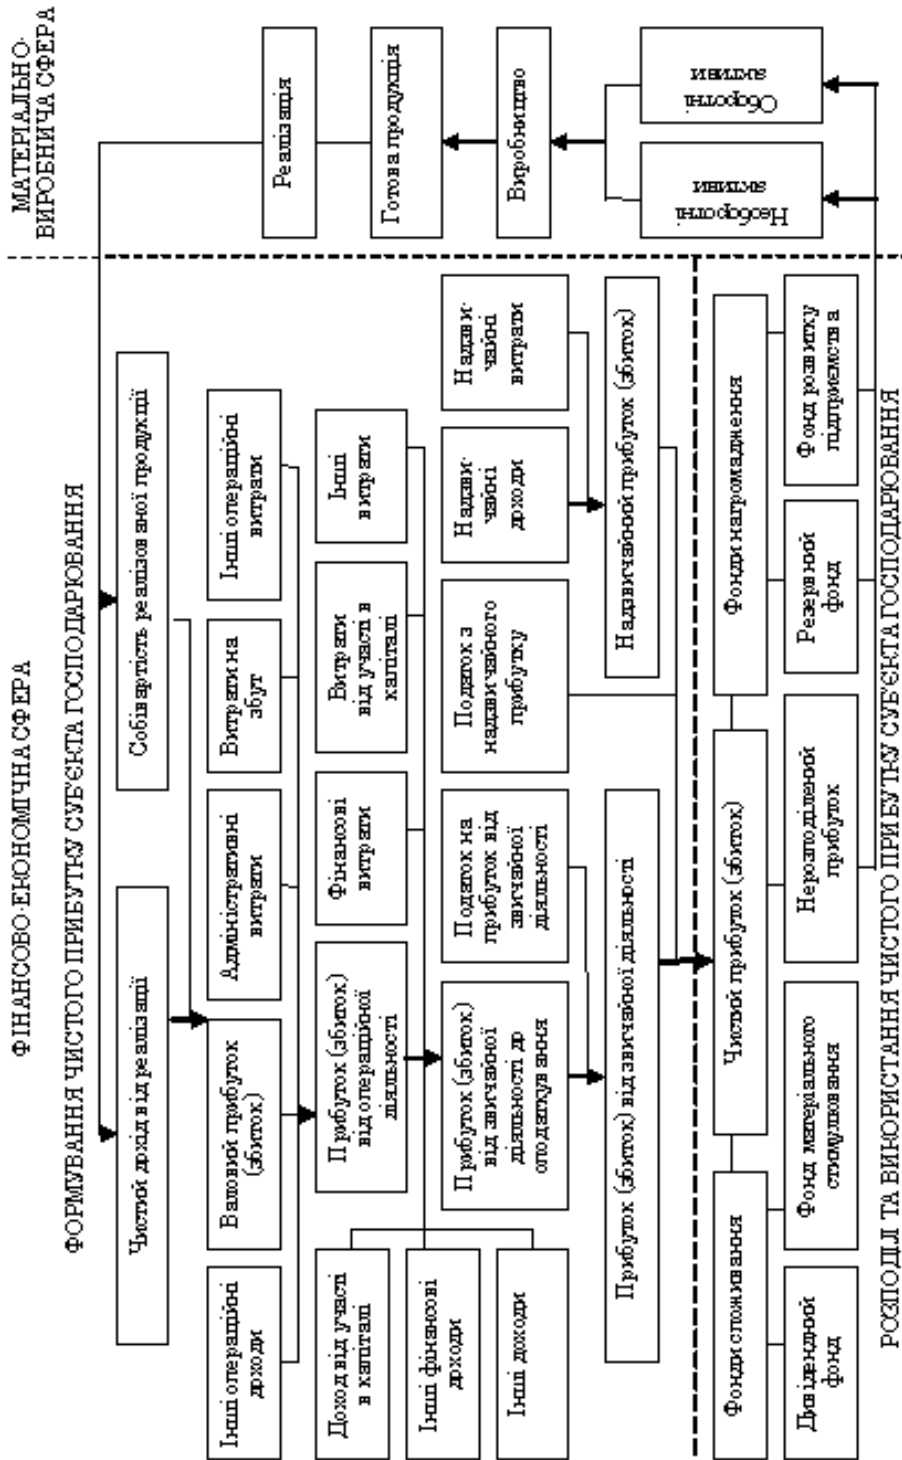 ФІНАНСОВО-ЕКОНОМІЧНА СФЕРА
МАТЕРІАЛЬНО-
ВИРОБНИЧА СФЕРА
ФОРМУВАННЯ ЧИСТОГО ПРИБУТКУ СУБ'ЄКТА ГОСПОДАРЮВАННЯ
Чистий дохід від реалізації
Собівартість реалізованої продукції
Реалізація
Інші операційні
доходи
Валовий прибуток
(збиток)
Адміністративні
витрати
Витрати на
збут
Інші операційні
витрати
Готова продукція
Доход від участі
в капіталі
Прибуток (збиток)
від операційної
діяльності
Фінансові
витрати
Витрати
від участі в
капіталі
Інші
витрати
Інші фінансові
доходи
Інші доходи
Прибуток (збиток)
від звичайної
діяльності до
оподаткування
Податок на
прибуток від
звичайної
діяльності
Податок з
надзвичайного
прибутку
Надзви-
чайні
доходи
Надзви-
чайні
витрати
Виробництво
Прибуток (збиток) від звичайної діяльності
Надзвичайний прибуток (збиток)
Необоротні
активи
Оборотні
активи
Фонди споживання
Чистий прибуток (збиток)
Фонди нагромадження
Дивідендний
фонд
Фонд матеріального
стимулювання
Нерозподілений
прибуток
Резервний
фонд
Фонд розвитку
підприємства
РОЗПОДІЛ ТА ВИКОРИСТАННЯ ЧИСТОГО ПРИБУТКУ СУБ'ЄКТА ГОСПОДАРЮВАННЯ